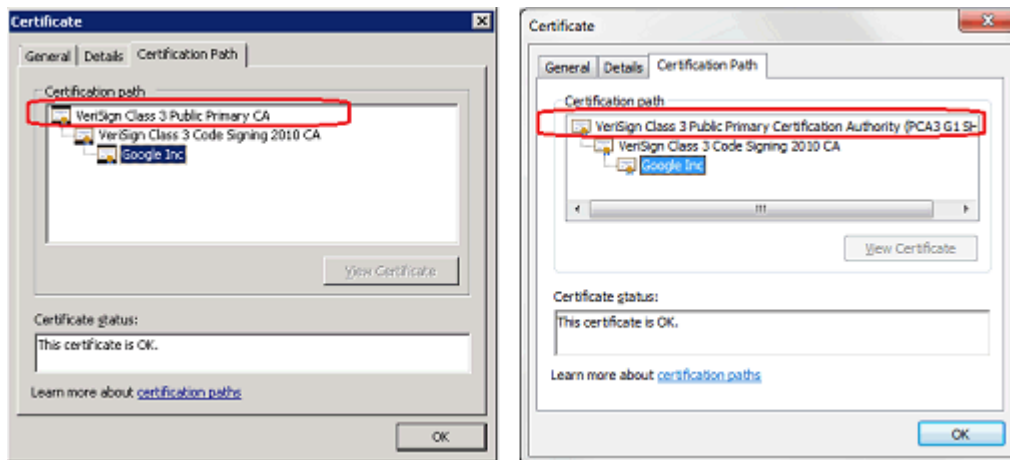 Certificate
General Details Certification Path
Certification path
VeriSign Class 3 Public Primary CA
VeriSign Class 3 Code Signing 2010 CA
Google Inc
View Certificate
Certificate status:
This certificate is OK.
Learn more about certification paths
OK
Certificate
General Details Certification Path
Certification path
VeriSign Class 3 Public Primary Certification Authority (PCA3 G1 SH
VeriSign Class 3 Code Signing 2010 CA
Google Inc
View Certificate
Certificate status:
This certificate is OK.
Learn more about certification paths
OK